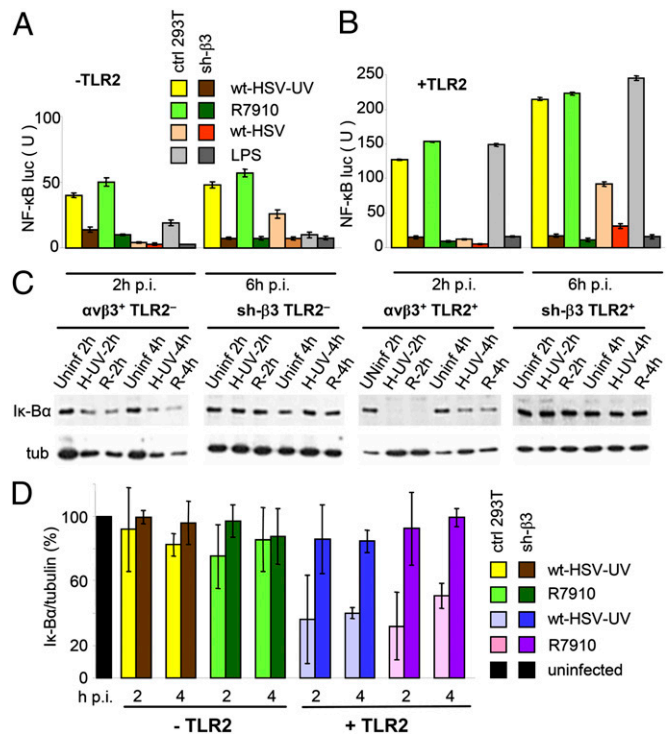 A
-TLR2
ctrl 293T
sh-β3
wt-HSV-UV
R7910
wt-HSV
LPS
NF-κB luc ( U )
100
50
0
2h p.i.
6h p.i.
B
+TLR2
NF-κB luc ( U )
250
200
150
100
50
0
2h p.i.
6h p.i.
C
αvβ3⁺ TLR2⁻
sh-β3 TLR2⁻
αvβ3⁺ TLR2⁺
sh-β3 TLR2⁺
Uninf 2h
H-UV-2h
R-2h
Uninf 4h
H-UV-4h
R-4h
Uninf 2h
H-UV-2h
R-2h
Uninf 4h
H-UV-4h
R-4h
UNinf 2h
H-UV-2h
R-2h
Uninf 4h
H-UV-4h
R-4h
Uninf 2h
H-UV-2h
R-2h
Uninf 4h
H-UV-4h
R-4h
Iκ-Bα
tub
D
Iκ-Bα/tubulin (%)
100
80
40
20
0
h p.i.
2
4
2
4
2
4
2
4
- TLR2
+ TLR2
ctrl 293T
sh-β3
wt-HSV-UV
R7910
wt-HSV-UV
R7910
uninfected